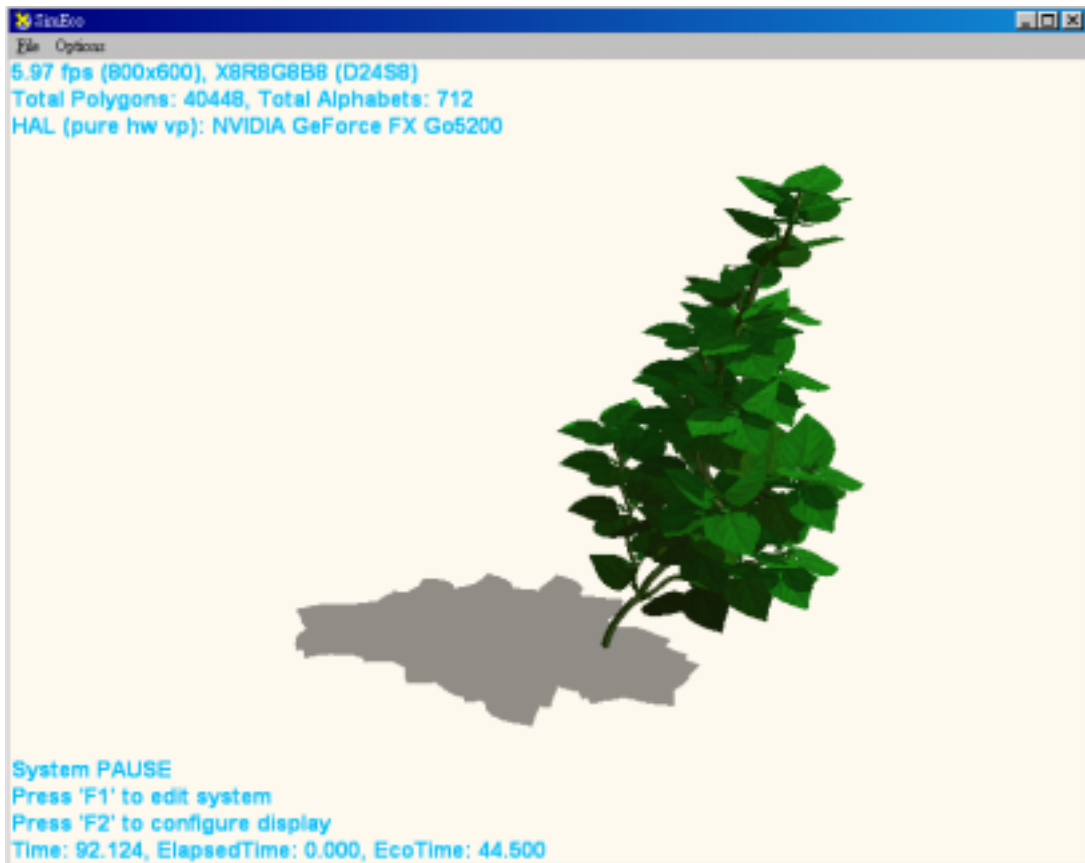 SimEco
File Options
5.97 fps (800x600), X8R8G8B8 (D24S8)
Total Polygons: 40448, Total Alphabets: 712
HAL (pure hw vp): NVIDIA GeForce FX Go5200
System PAUSE
Press 'F1' to edit system
Press 'F2' to configure display
Time: 92.124, ElapsedTime: 0.000, EcoTime: 44.500